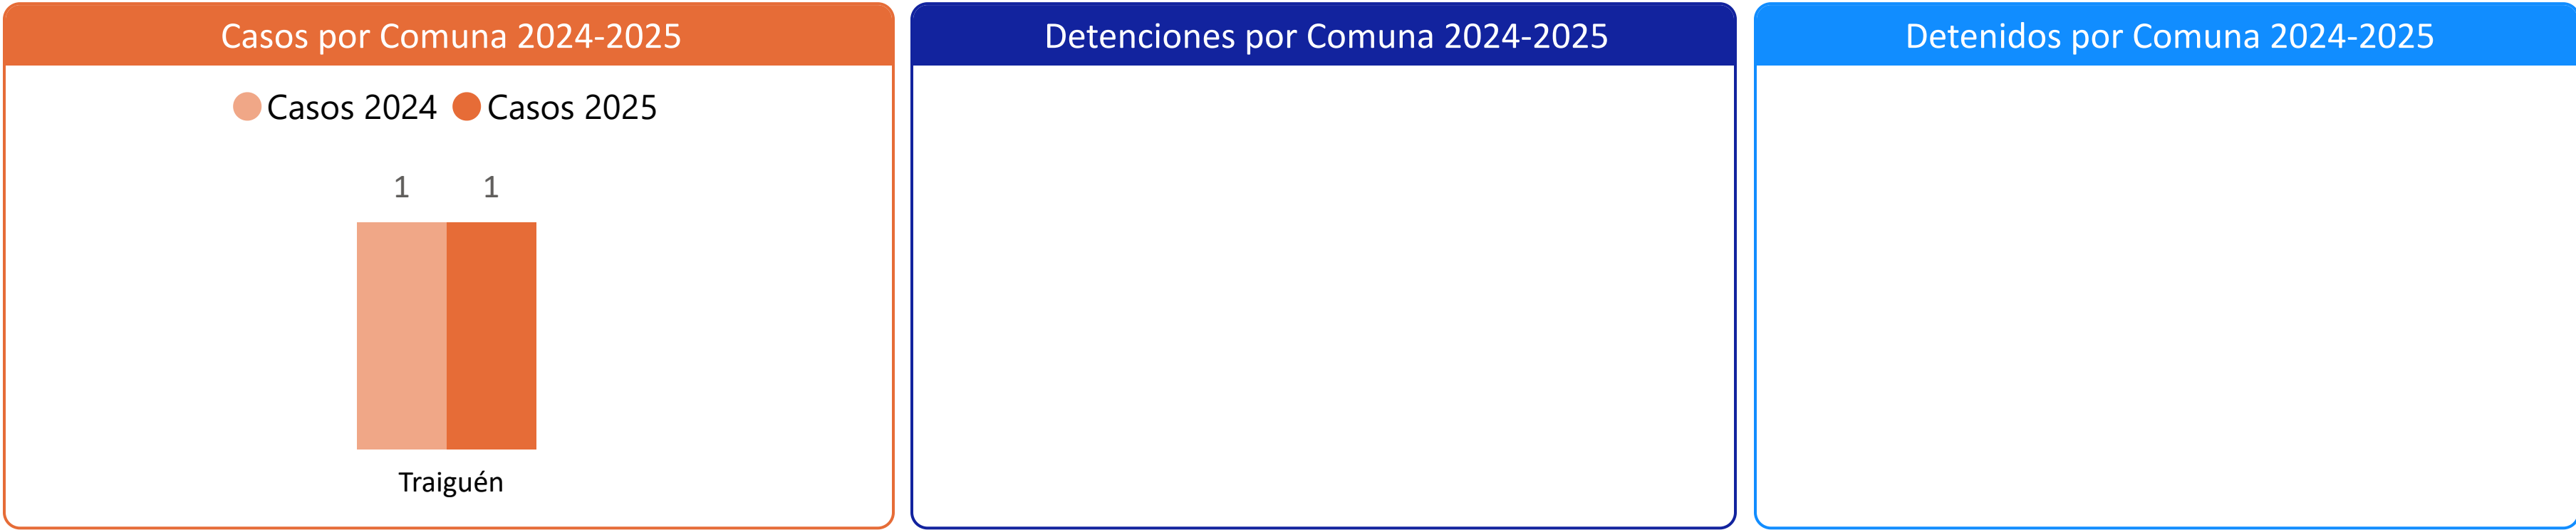 Casos por Comuna 2024-2025
Casos 2024 Casos 2025
1 1
Traiguén
Detenciones por Comuna 2024-2025
Detenidos por Comuna 2024-2025